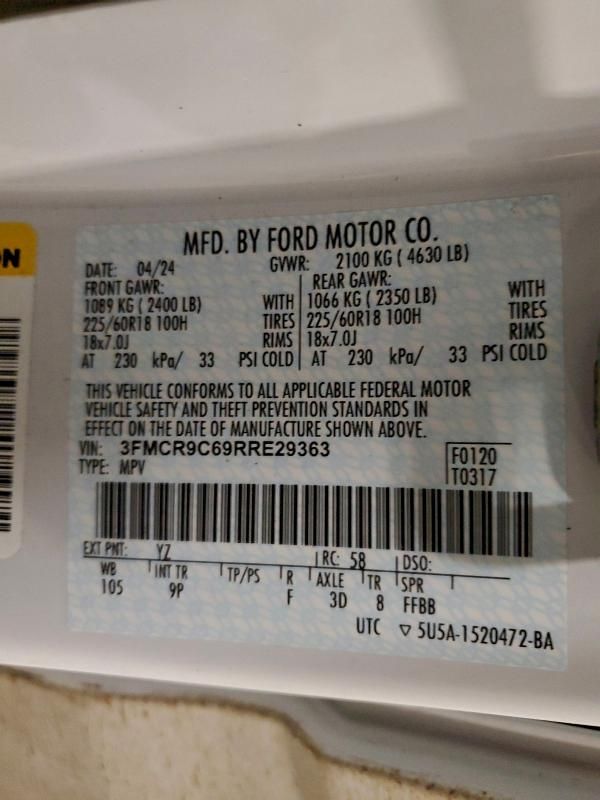 ON
MFD. BY FORD MOTOR CO.
DATE: 04/24 GVWR: 2100 KG ( 4630 LB)
FRONT GAWR: REAR GAWR:
1089 KG ( 2400 LB) WITH 1066 KG ( 2350 LB) WITH
225/60R18 100H TIRES 225/60R18 100H TIRES
18x7.0J RIMS 18x7.0J RIMS
AT 230 kPa/ 33 PSI COLD AT 230 kPa/ 33 PSI COLD
THIS VEHICLE CONFORMS TO ALL APPLICABLE FEDERAL MOTOR
VEHICLE SAFETY AND THEFT PREVENTION STANDARDS IN
EFFECT ON THE DATE OF MANUFACTURE SHOWN ABOVE.
VIN: 3FMCR9C69RRE29363 F0120
TYPE: MPV T0317
EXT PNT: YZ RC: 58 DSO:
WB INT TR TP/PS R AXLE TR SPR
105 9P F 3D 8 FFBB
UTC ▽ 5U5A-1520472-BA